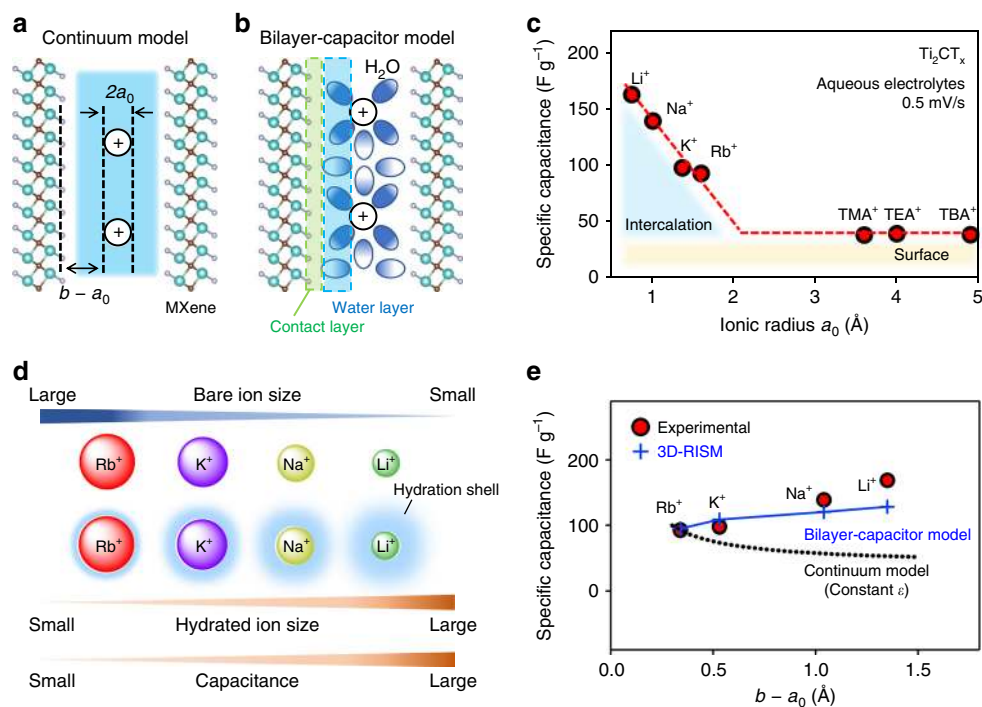 a
Continuum model
2a₀
+
+
b − a₀
MXene
b
Bilayer-capacitor model
H₂O
+
+
Water layer
Contact layer
c
Specific capacitance (F g⁻¹)
200
150
100
50
0
Ti₂CTₓ
Aqueous electrolytes
0.5 mV/s
Li⁺
Na⁺
K⁺
Rb⁺
TMA⁺ TEA⁺ TBA⁺
Intercalation
Surface
1 2 3 4 5
Ionic radius a₀ (Å)
d
Large Bare ion size Small
Rb⁺ K⁺ Na⁺ Li⁺
Hydration shell
Rb⁺ K⁺ Na⁺ Li⁺
Small Hydrated ion size Large
Small Capacitance Large
e
Specific capacitance (F g⁻¹)
200
100
0
Experimental
3D-RISM
Rb⁺
K⁺
Na⁺
Li⁺
Bilayer-capacitor model
Continuum model
(Constant ε)
0.0 0.5 1.0 1.5
b − a₀ (Å)